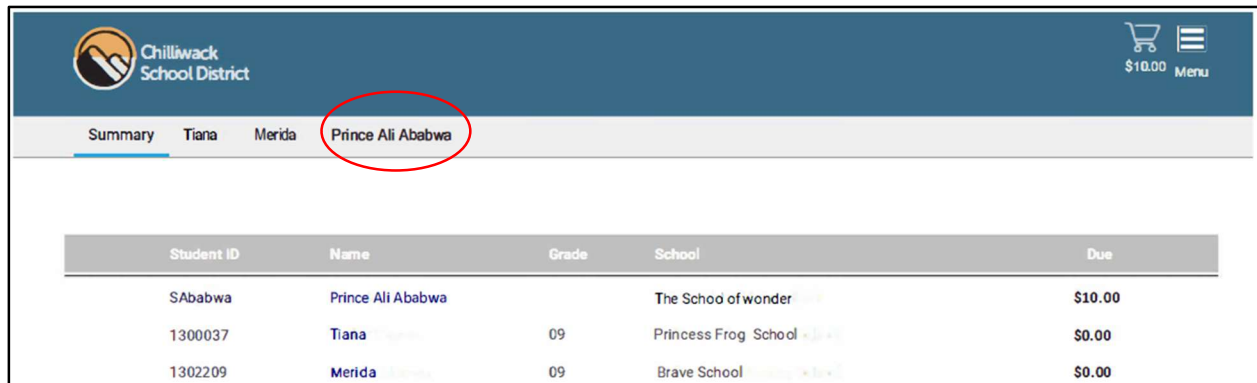 Chilliwack
School District
$10.00 Menu
Summary Tiana Merida Prince Ali Ababwa
Student ID Name Grade School Due
SAbabwa Prince Ali Ababwa The School of wonder $10.00
1300037 Tiana 09 Princess Frog School $0.00
1302209 Merida 09 Brave School $0.00